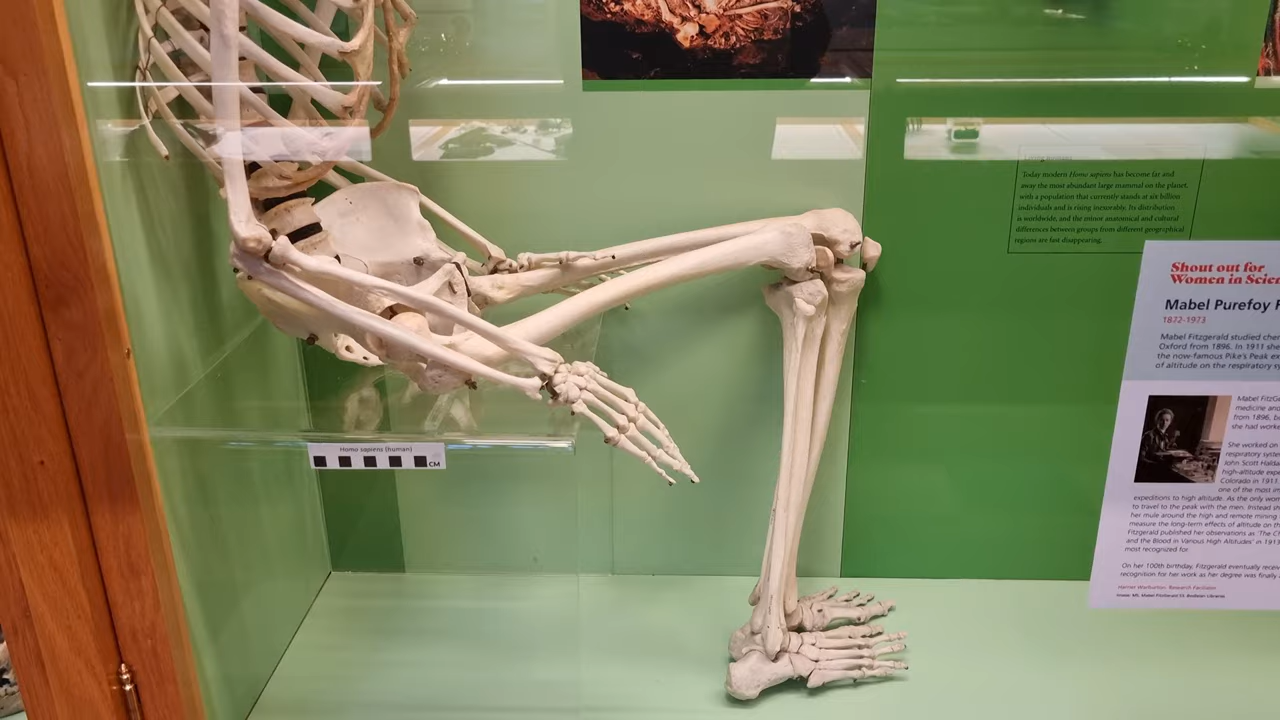 Today modern Homo sapiens has become far and
away the most abundant large mammal on the planet,
with a population that currently stands at six billion
individuals and is rising inexorably. Its distribution
is worldwide, and the minor anatomical and cultural
differences between groups from different geographical
regions are fast disappearing.
Shout out for
Women in Scien
Mabel Purefoy F
1872-1973
Mabel Fitzgerald studied chem
Oxford from 1896. In 1911 she
the now-famous Pike's Peak ex
of altitude on the respiratory sy
Mabel FitzG
medicine and
from 1896, b
she had worke
She worked on
respiratory syste
John Scott Halda
high-altitude expe
Colorado in 1911
one of the most im
expeditions to high altitude. As the only wom
to travel to the peak with the men. Instead sh
her mule around the high and remote mining
measure the long-term effects of altitude on th
Fitzgerald published her observations as 'The Ch
and the Blood in Various High Altitudes' in 1913
most recognized for.
On her 100th birthday, Fitzgerald eventually recei
recognition for her work as her degree was finally
Homo sapiens (human)
CM